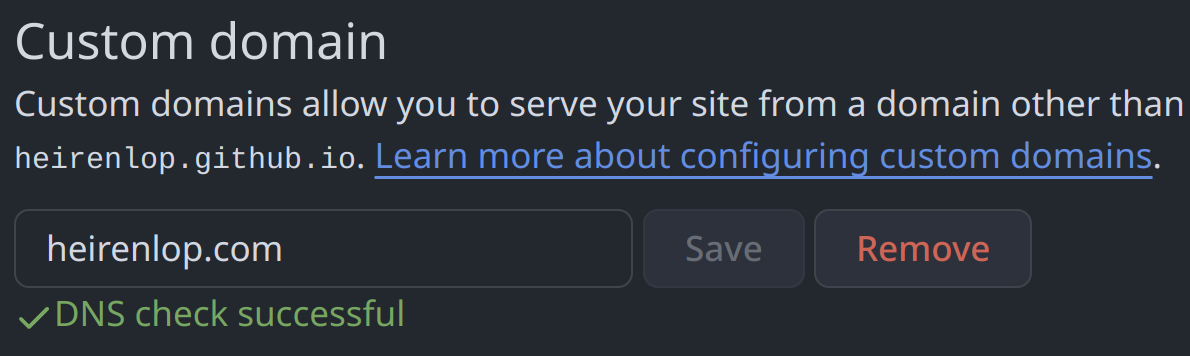 Custom domain
Custom domains allow you to serve your site from a domain other than
heirenlop.github.io. Learn more about configuring custom domains.
heirenlop.com Save Remove
DNS check successful